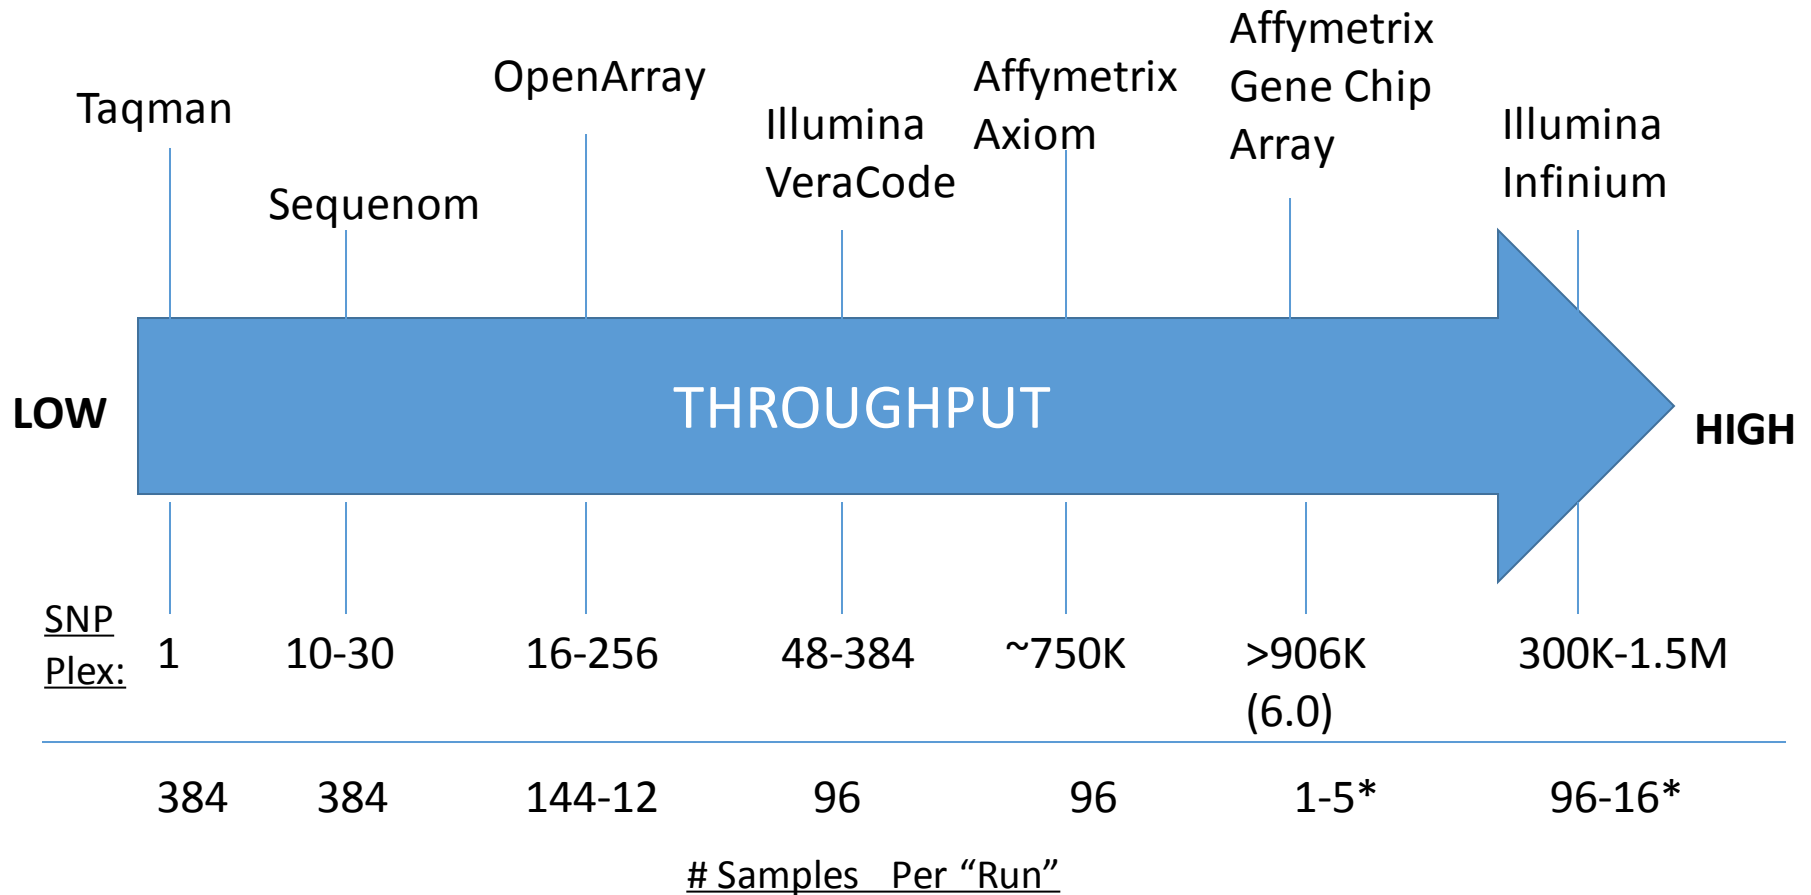 Taqman
Sequenom
OpenArray
Illumina
VeraCode
Affymetrix
Axiom
Affymetrix
Gene Chip
Array
Illumina
Infinium
LOW
THROUGHPUT
HIGH
SNP
Plex:
1
10-30
16-256
48-384
~750K
>906K
(6.0)
300K-1.5M
384
384
144-12
96
96
1-5*
96-16*
# Samples Per “Run”